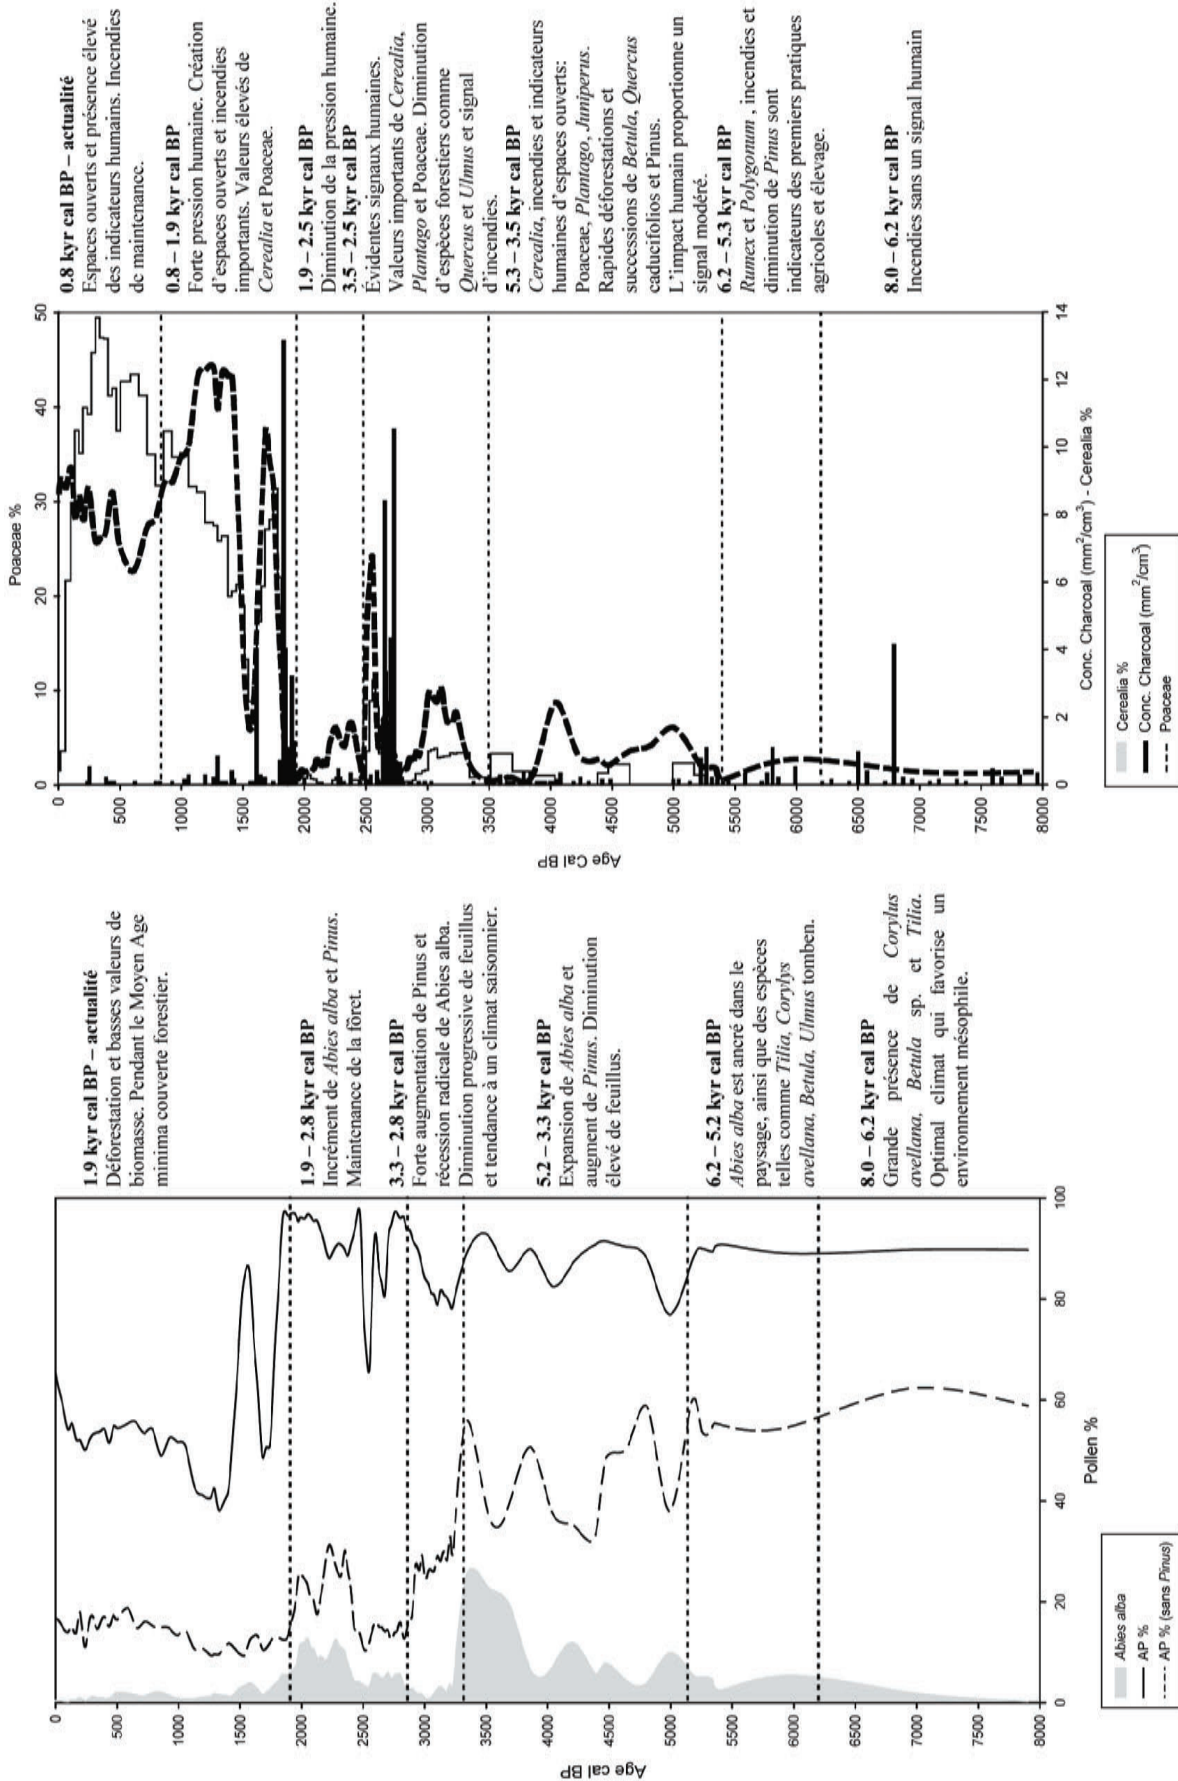 Age cal BP
0
500
1000
1500
2000
2500
3000
3500
4000
4500
5000
5500
6000
6500
7000
7500
8000
0
20
40
60
80
100
Pollen %
Abies alba
AP %
AP % (sans Pinus)
1.9 kyr cal BP – actualité
Déforestation et basses valeurs de
biomasse. Pendant le Moyen Age
minima couverte forestier.
1.9 – 2.8 kyr cal BP
Incrément de Abies alba et Pinus.
Maintenance de la fôret.
3.3 – 2.8 kyr cal BP
Forte augmentation de Pinus et
récession radicale de Abies alba.
Diminution progressive de feuillus
et tendance à un climat saisonnier.
5.2 – 3.3 kyr cal BP
Expansion de Abies alba et
augment de Pinus. Diminution
élevé de feuillus.
6.2 – 5.2 kyr cal BP
Abies alba est ancré dans le
paysage, ainsi que des espèces
telles comme Tilia, Corylys
avellana, Betula, Ulmus tomben.
8.0 – 6.2 kyr cal BP
Grande présence de Corylus
avellana, Betula sp. et Tilia.
Optimal climat qui favorise un
environnement mésophile.
Poaceae %
0
10
20
30
40
50
Age Cal BP
0
500
1000
1500
2000
2500
3000
3500
4000
4500
5000
5500
6000
6500
7000
7500
8000
0
2
4
6
8
10
12
14
Conc. Charcoal (mm²/cm³) - Cerealia %
Cerealia %
Conc. Charcoal (mm²/cm³)
Poaceae
0.8 kyr cal BP – actualité
Espaces ouverts et présence élevé
des indicateurs humains. Incendies
de maintenance.
0.8 – 1.9 kyr cal BP
Forte pression humaine. Création
d'espaces ouverts et incendies
importants. Valeurs élevés de
Cerealia et Poaceae.
1.9 – 2.5 kyr cal BP
Diminution de la pression humaine.
3.5 – 2.5 kyr cal BP
Évidentes signaux humaines.
Valeurs importants de Cerealia,
Plantago et Poaceae. Diminution
d'espèces forestiers comme
Quercus et Ulmus et signal
d'incendies.
5.3 – 3.5 kyr cal BP
Cerealia, incendies et indicateurs
humaines d'espaces ouverts:
Poaceae, Plantago, Juniperus.
Rapides déforestations et
successions de Betula, Quercus
caducifolios et Pinus.
L'impact humain proportionne un
signal modéré.
6.2 – 5.3 kyr cal BP
Rumex et Polygonum , incendies et
diminution de Pinus sont
indicateurs des premiers pratiques
agricoles et élevage.
8.0 – 6.2 kyr cal BP
Incendies sans un signal humain